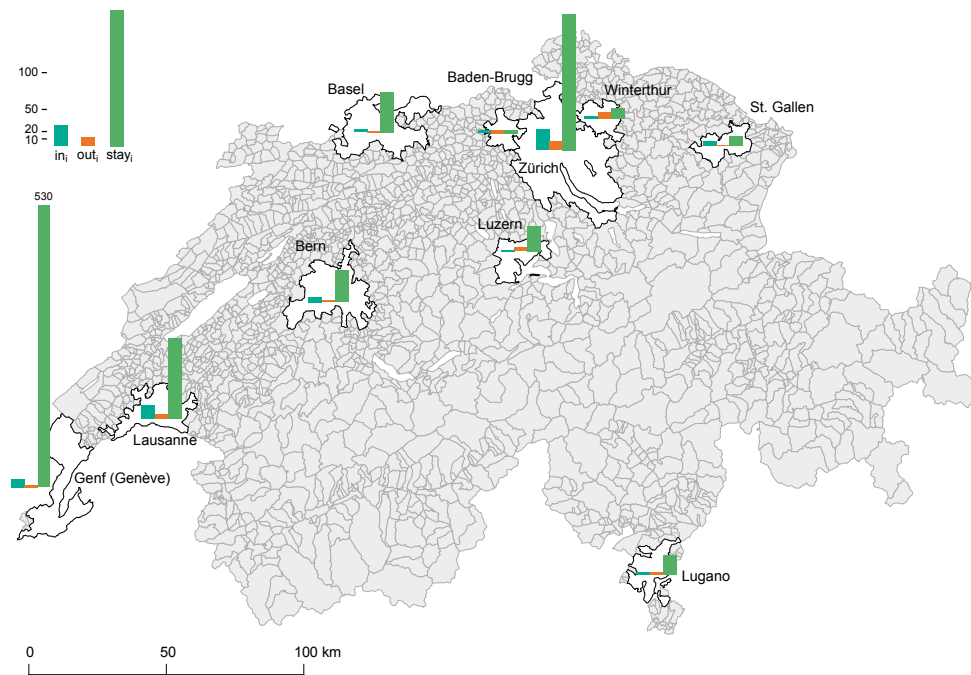 100
50
20
10
in_i out_i stay_i
530
Basel
Baden-Brugg
Winterthur
St. Gallen
Zürich
Luzern
Bern
Lausanne
Genf (Genève)
Lugano
0 50 100 km